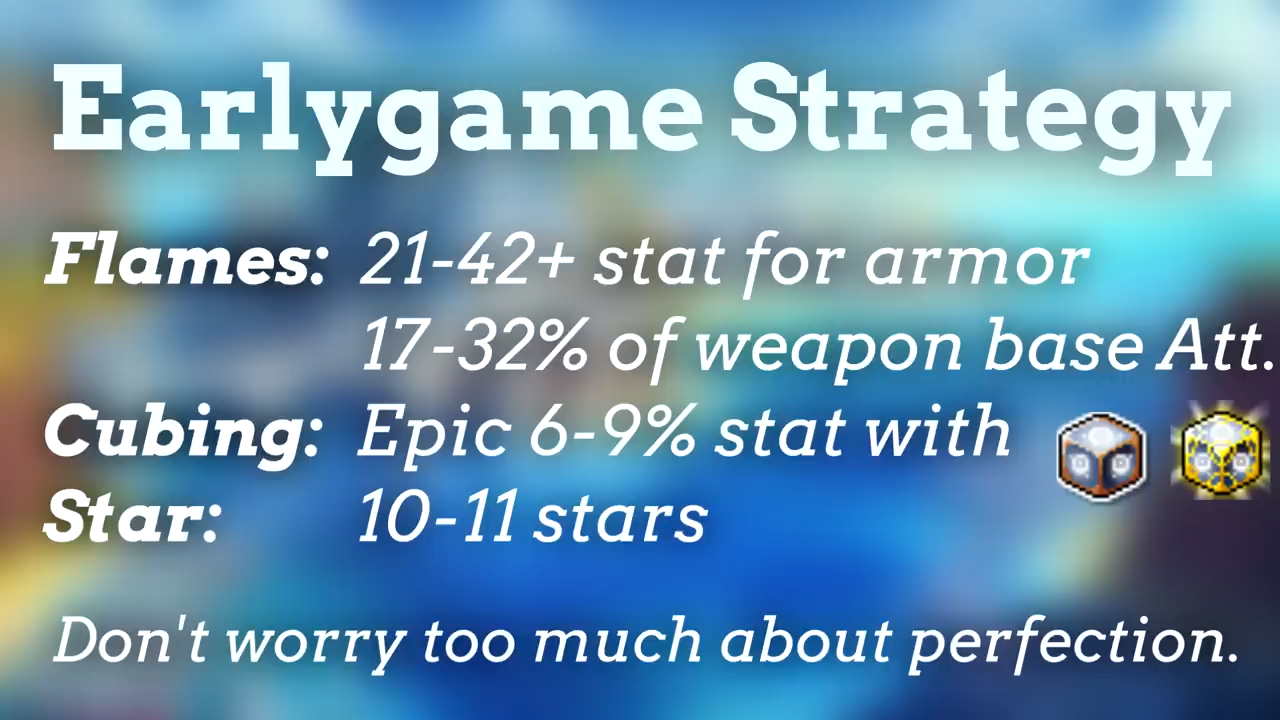 Earlygame Strategy
Flames: 21-42+ stat for armor
17-32% of weapon base Att.
Cubing: Epic 6-9% stat with
Star: 10-11 stars
Don't worry too much about perfection.